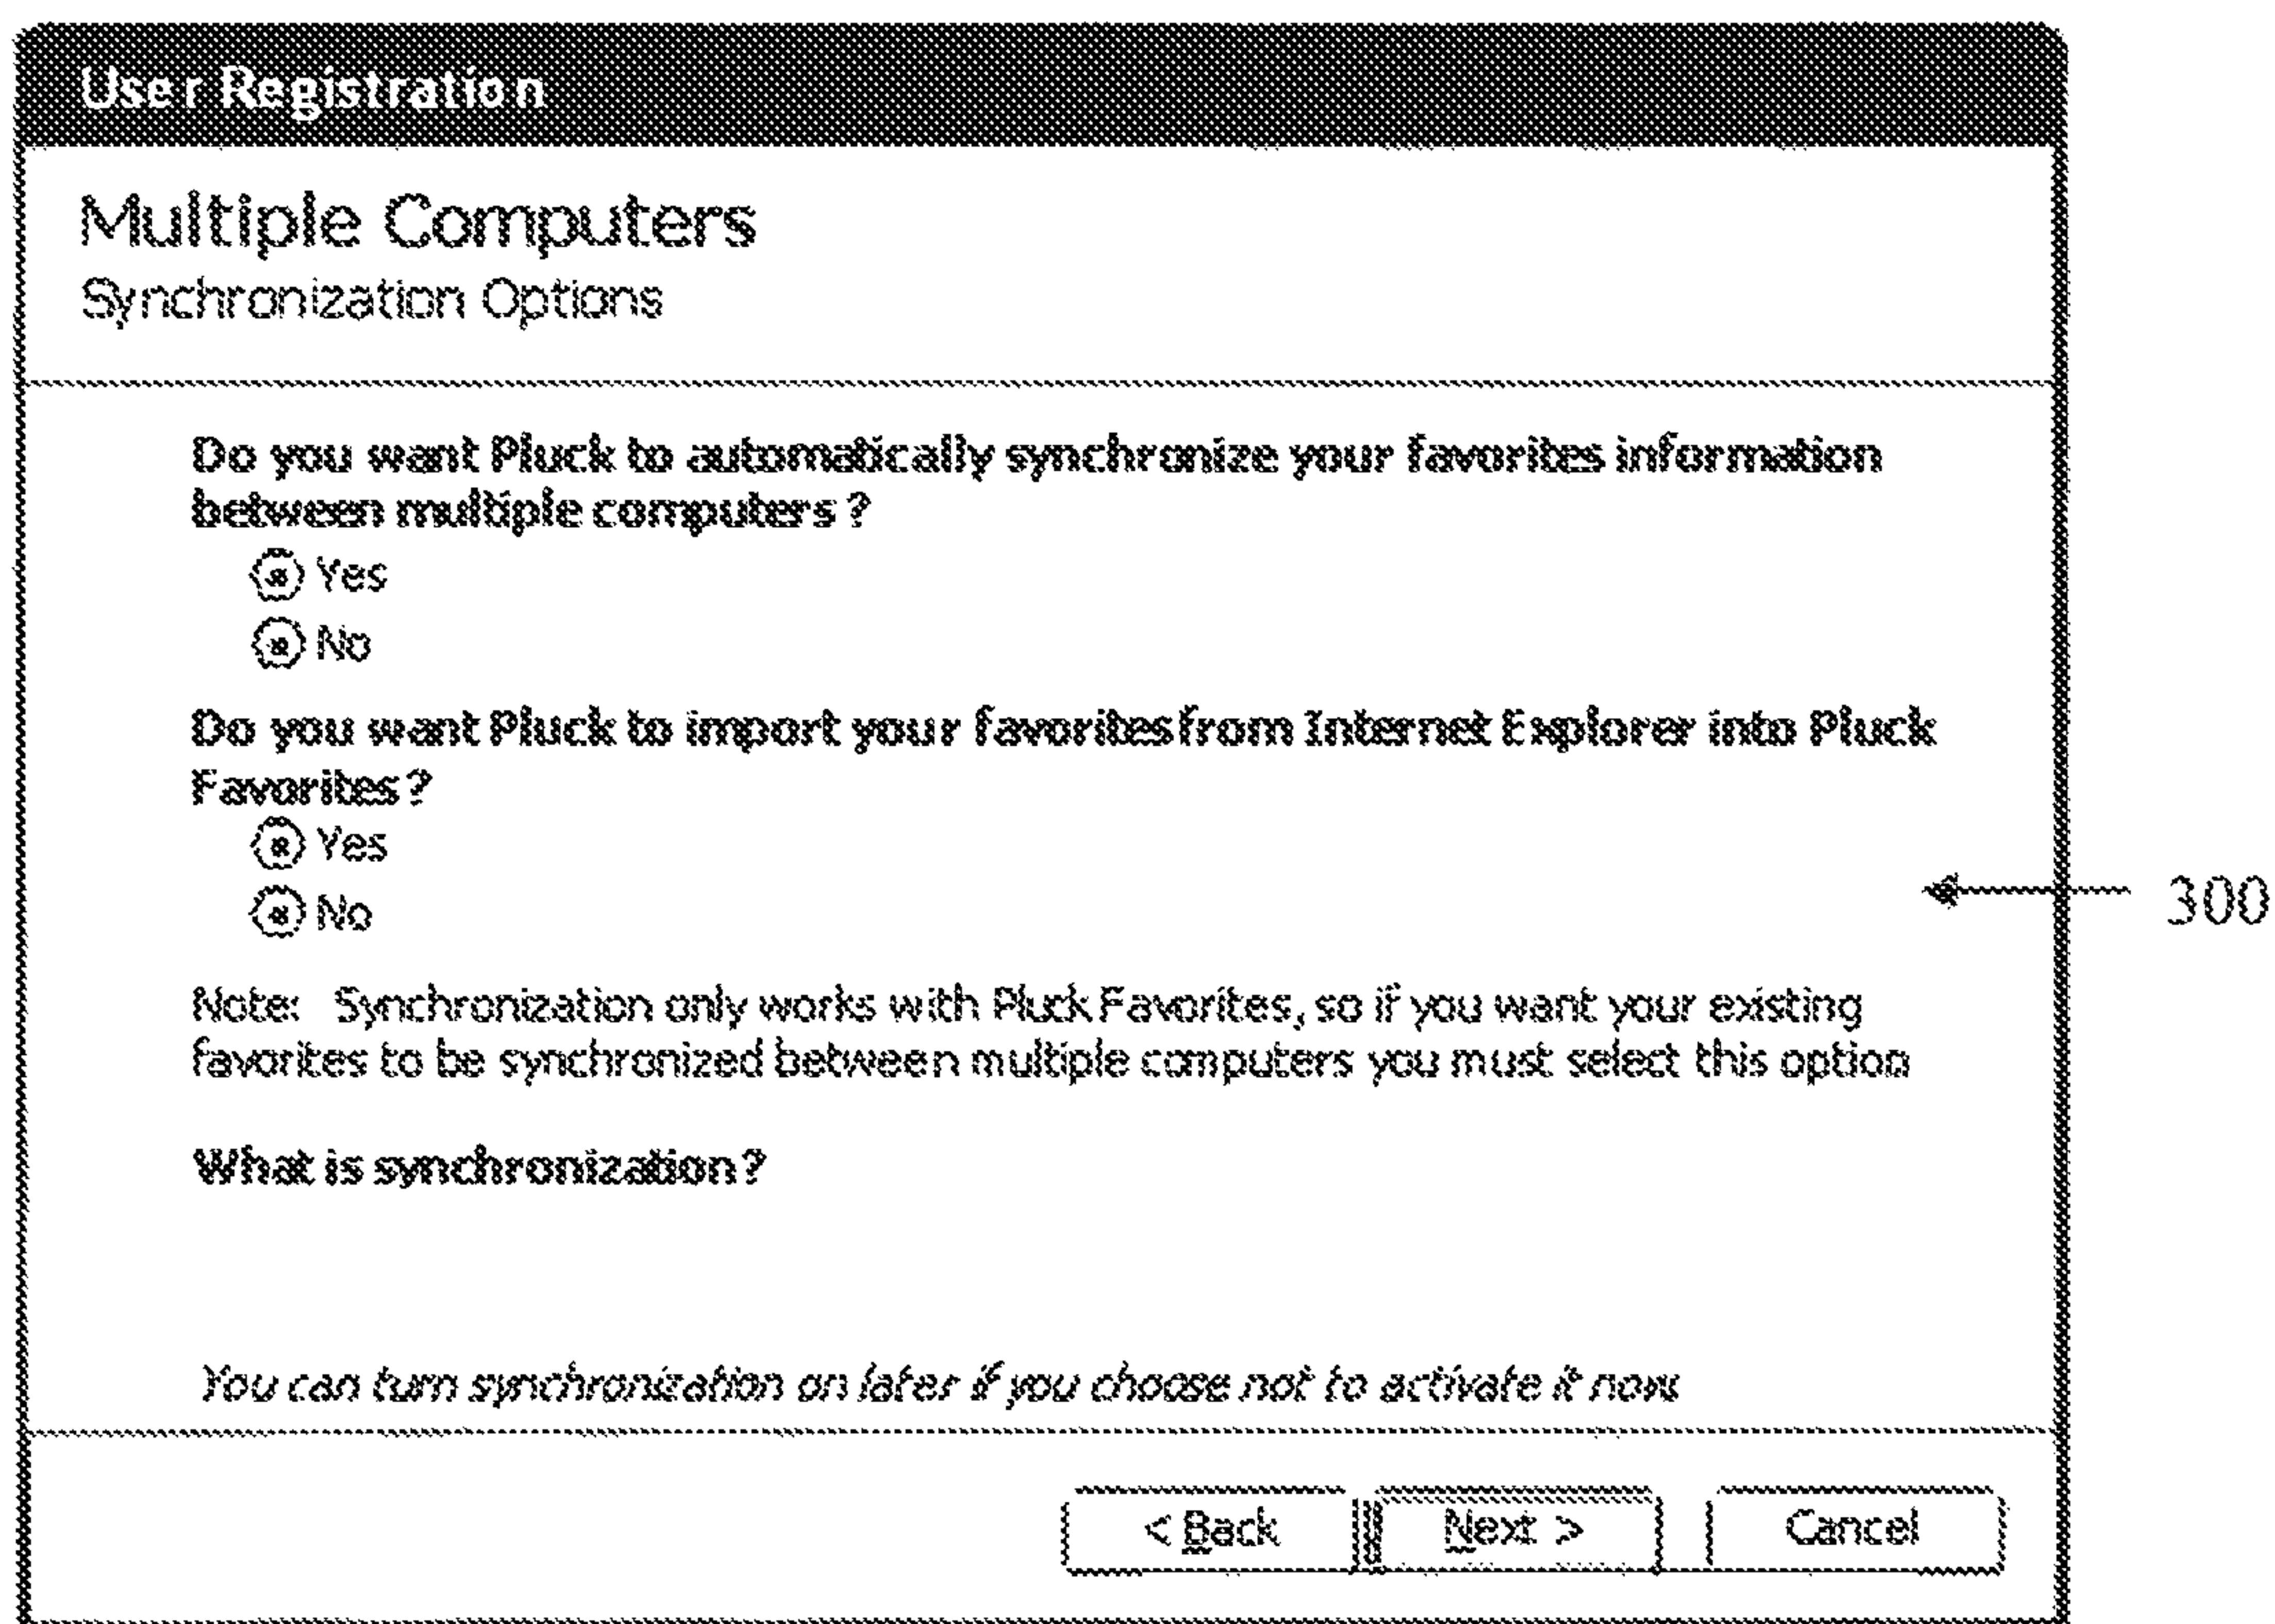 User Registration
Multiple Computers
Synchronization Options
Do you want Pluck to automatically synchronize your favorites information
between multiple computers?
Yes
No
Do you want Pluck to import your favorites from Internet Explorer into Pluck
Favorites?
Yes
No
300
Note: Synchronization only works with Pluck Favorites, so if you want your existing
favorites to be synchronized between multiple computers you must select this option
What is synchronization?
You can turn synchronization on later if you choose not to activate it now.
< Back Next > Cancel